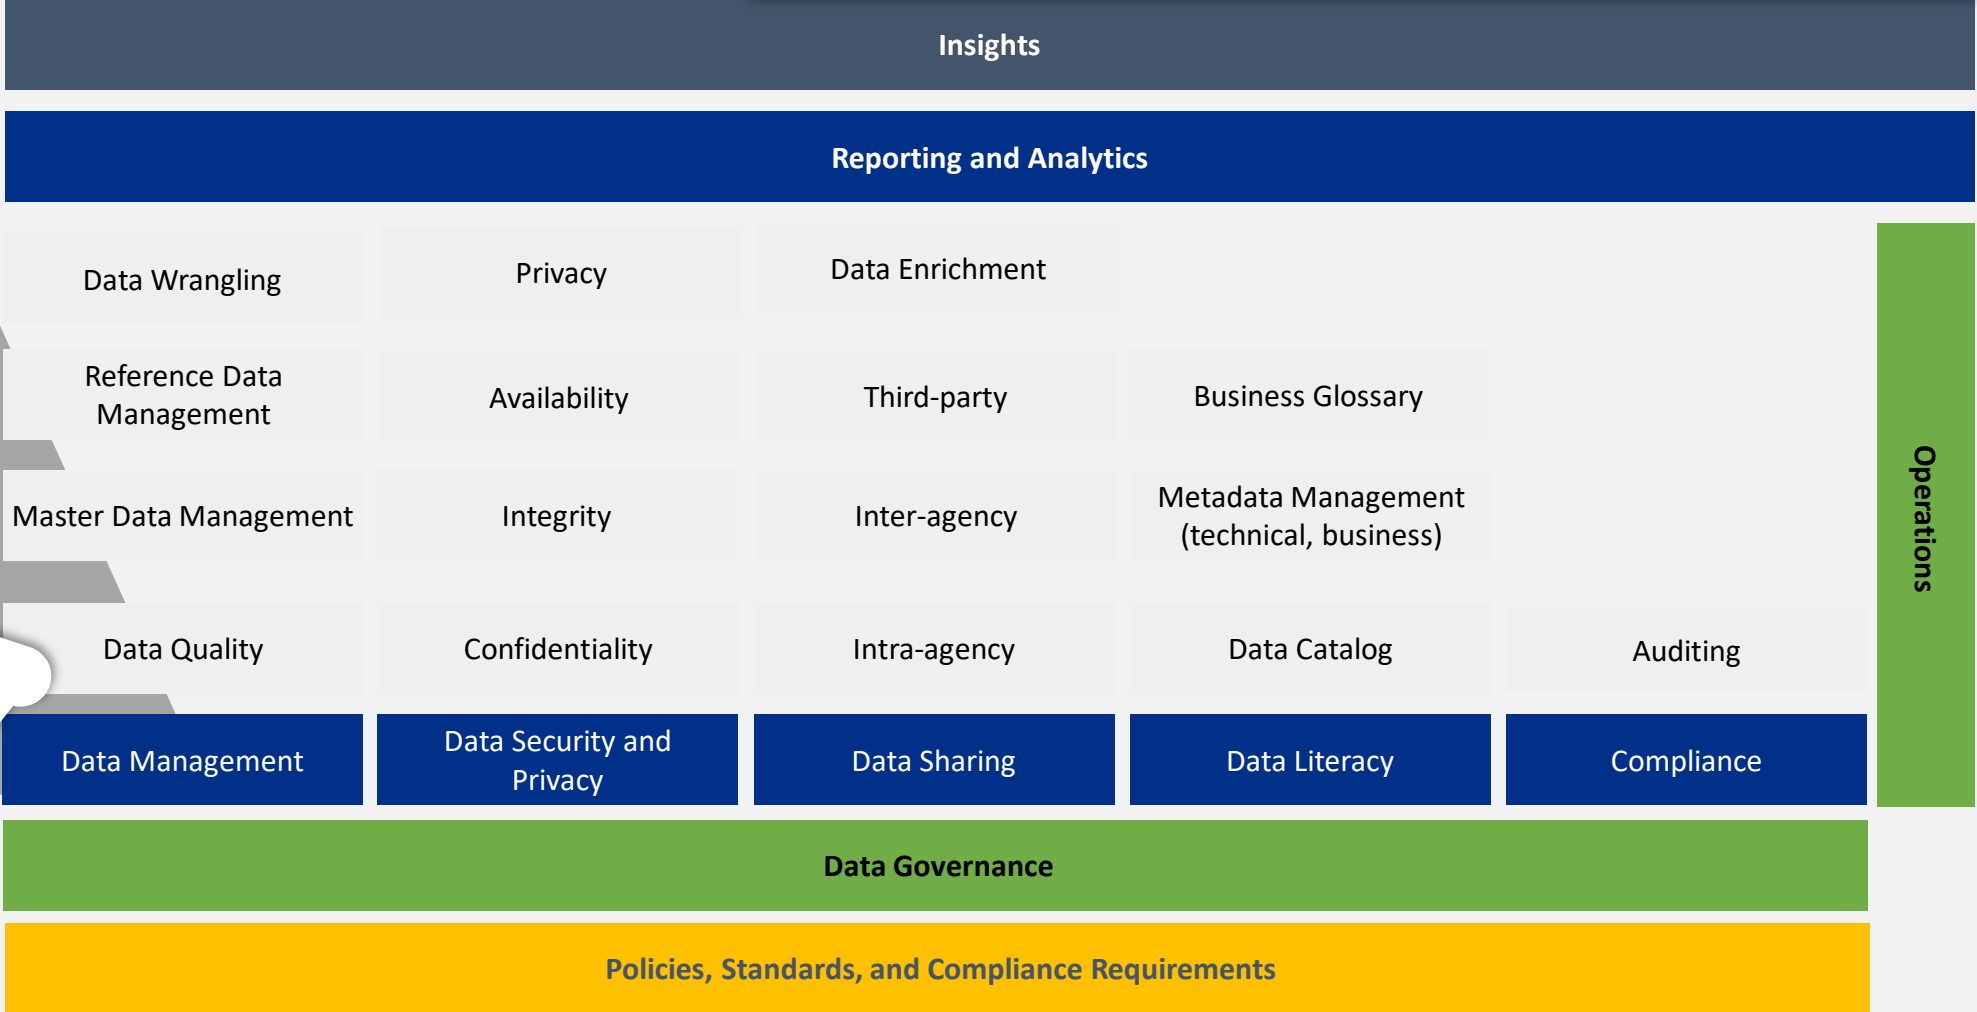 Insights
Reporting and Analytics
Data Wrangling
Privacy
Data Enrichment
Reference Data
Management
Availability
Third-party
Business Glossary
Master Data Management
Integrity
Inter-agency
Metadata Management
(technical, business)
Data Quality
Confidentiality
Intra-agency
Data Catalog
Auditing
Data Management
Data Security and
Privacy
Data Sharing
Data Literacy
Compliance
Operations
Data Governance
Policies, Standards, and Compliance Requirements